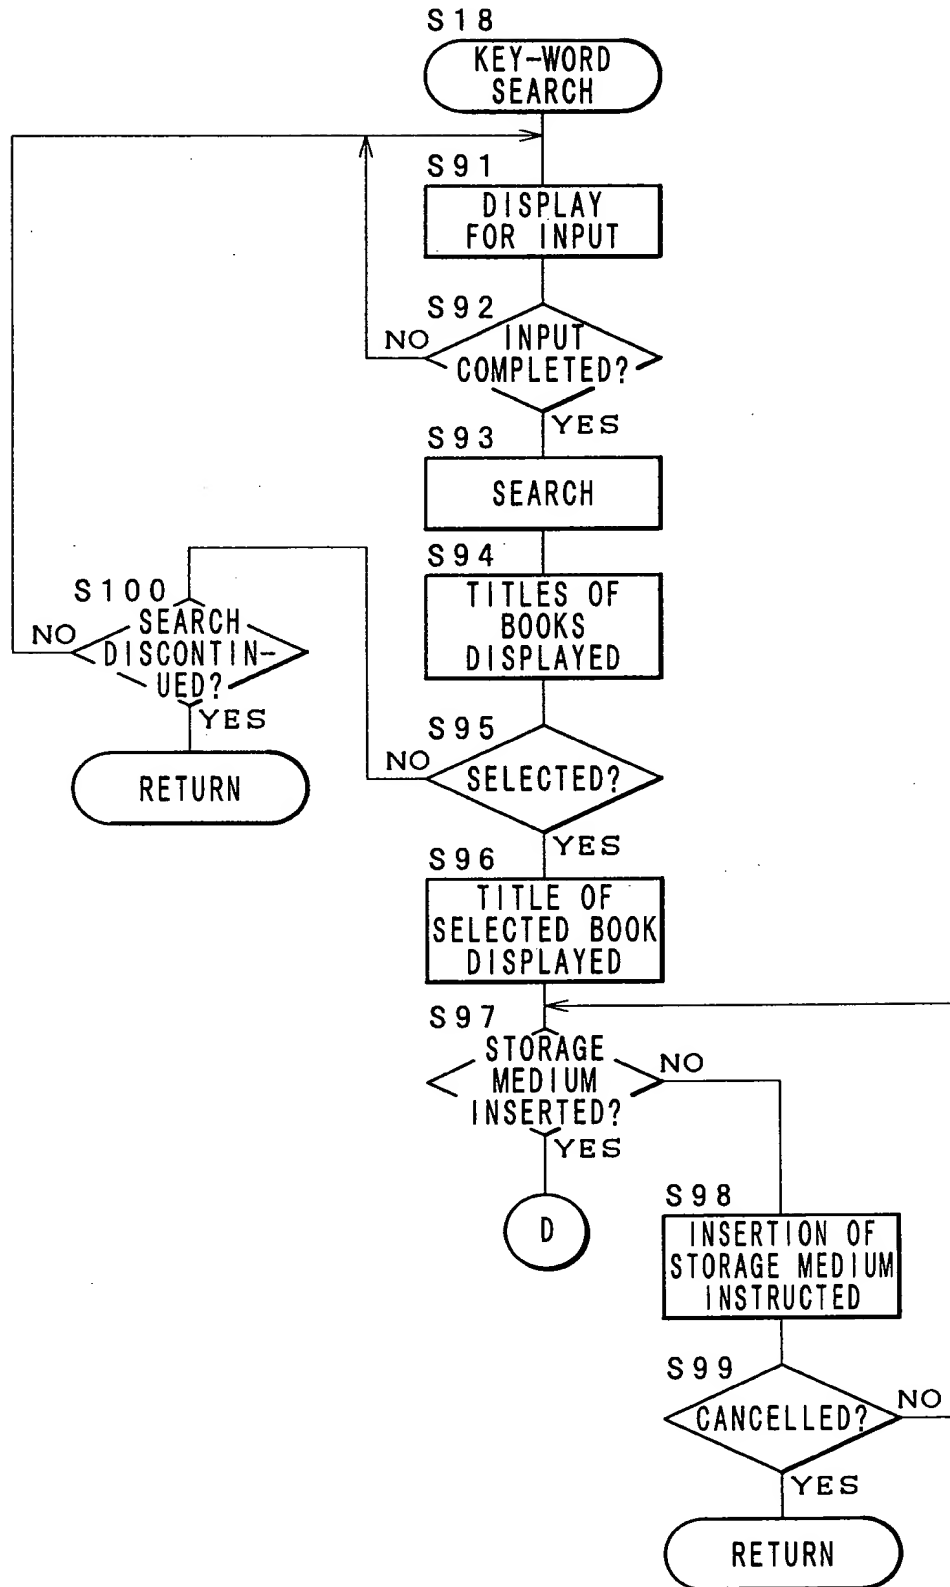 S18
KEY-WORD
SEARCH
S91
DISPLAY
FOR INPUT
S92
NO
INPUT
COMPLETED?
YES
S93
SEARCH
S94
TITLES OF
BOOKS
DISPLAYED
S100
NO
SEARCH
DISCONTIN-
UED?
YES
RETURN
S95
NO
SELECTED?
YES
S96
TITLE OF
SELECTED BOOK
DISPLAYED
S97
STORAGE
MEDIUM
INSERTED?
NO
YES
D
S98
INSERTION OF
STORAGE MEDIUM
INSTRUCTED
S99
CANCELLED?
NO
YES
RETURN